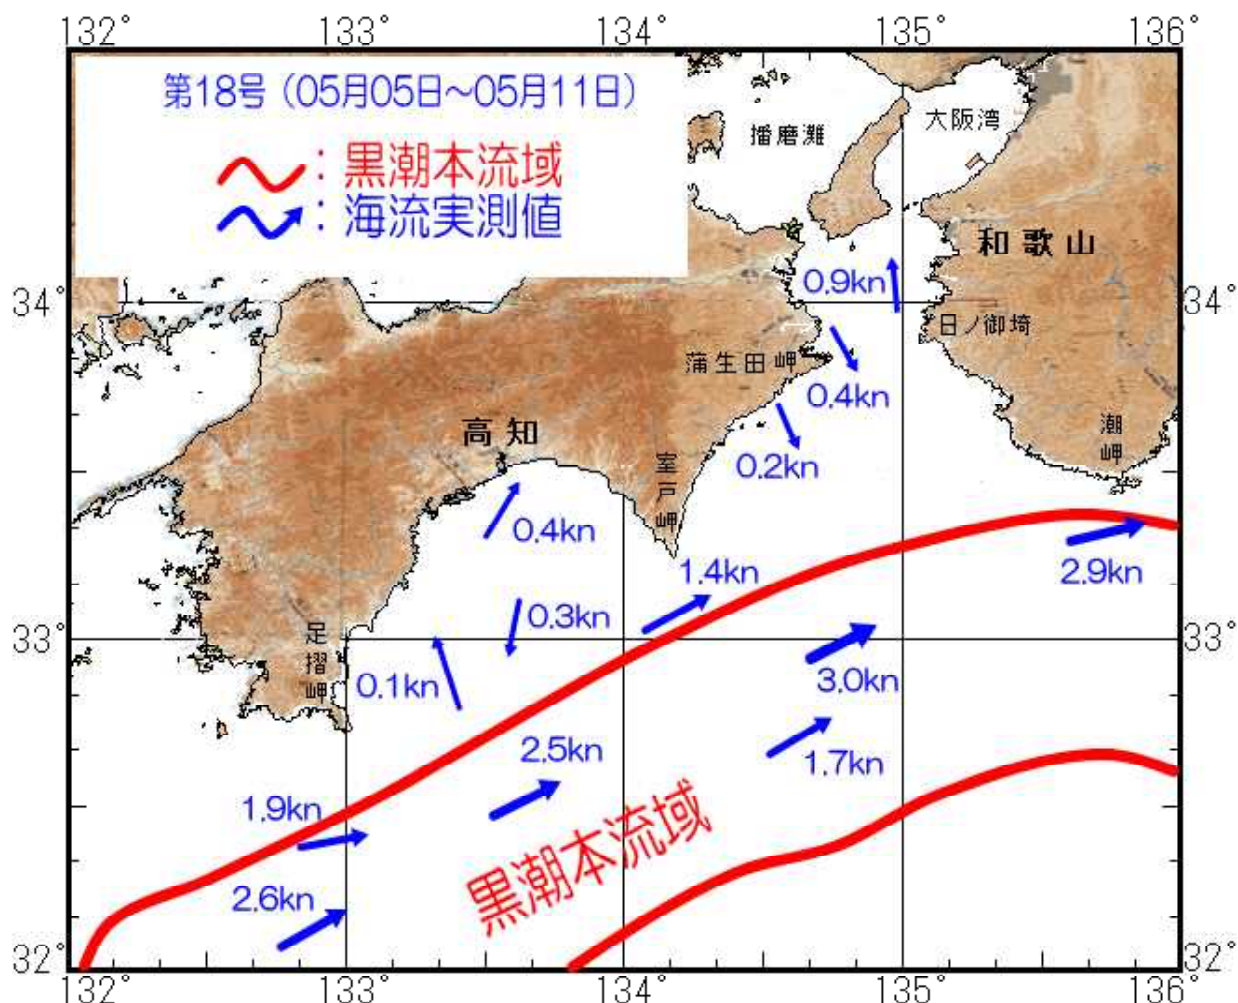 132° 133° 134° 135° 136°
第18号（05月05日～05月11日）
：黒潮本流域
：海流実測値
播磨灘
大阪湾
和歌山
0.9kn
34°
34°
日ノ御埼
蒲生田岬
0.4kn
潮岬
高知
0.2kn
室戸岬
0.4kn
1.4kn
2.9kn
0.3kn
33°
33°
足摺岬
0.1kn
3.0kn
2.5kn
1.7kn
1.9kn
黒潮本流域
2.6kn
32°
32°
132° 133° 134° 135° 136°